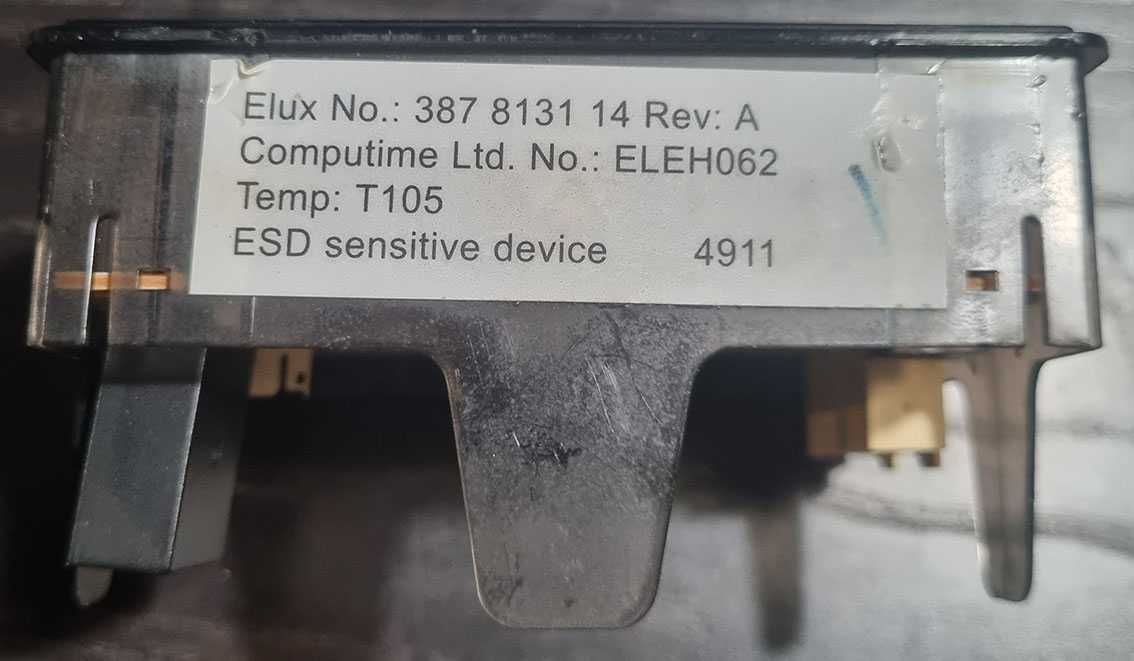 Elux No.: 387 8131 14 Rev: A
Computime Ltd. No.: ELEH062
Temp: T105
ESD sensitive device 4911